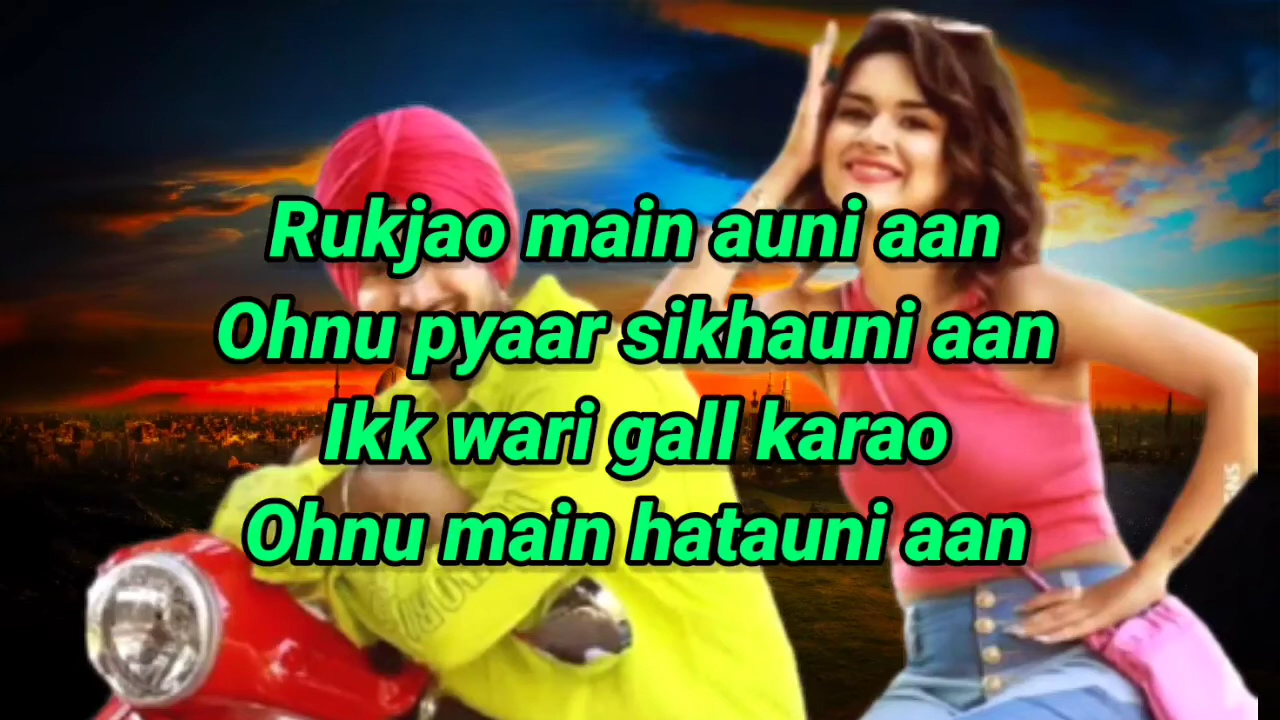 Rukjao main auni aan
Ohnu pyaar sikhauni aan
Ikk wari gall karao
Ohnu main hatauni aan